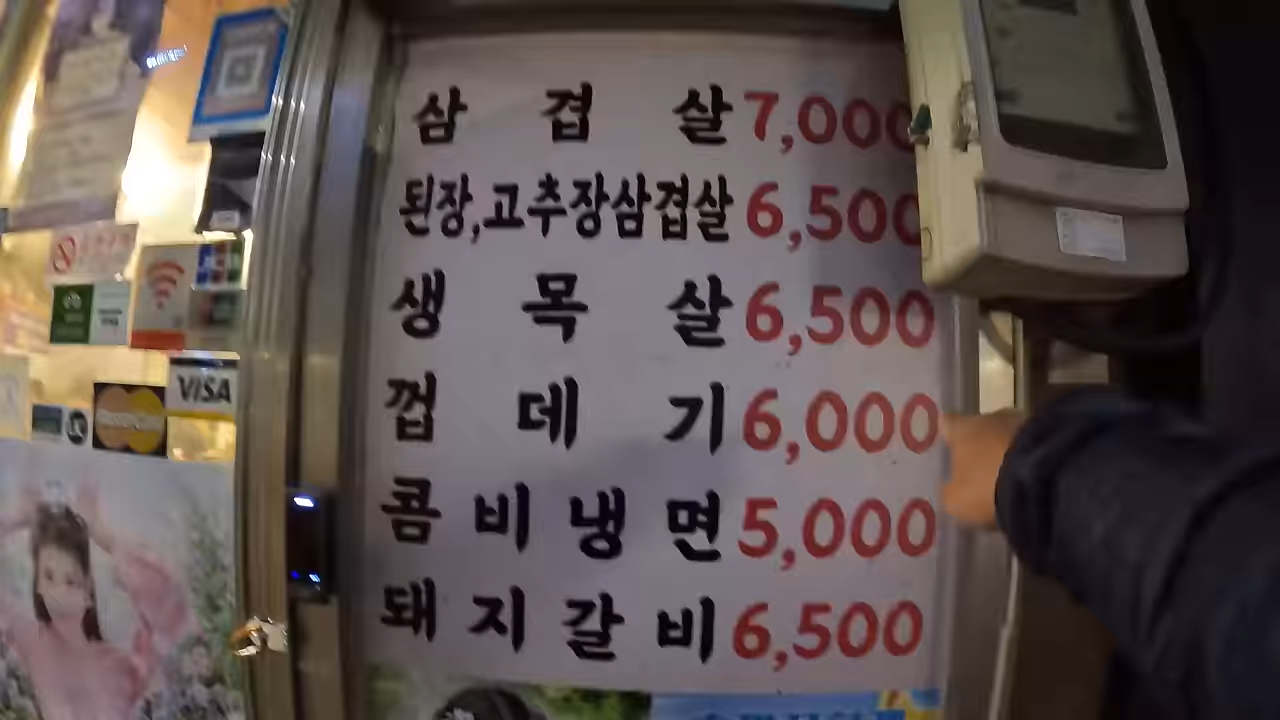 삼 겹 살 7,000
된장,고추장삼겹살 6,500
생 목 살 6,500
껍 데 기 6,000
콤 비 냉 면 5,000
돼 지 갈 비 6,500
VISA